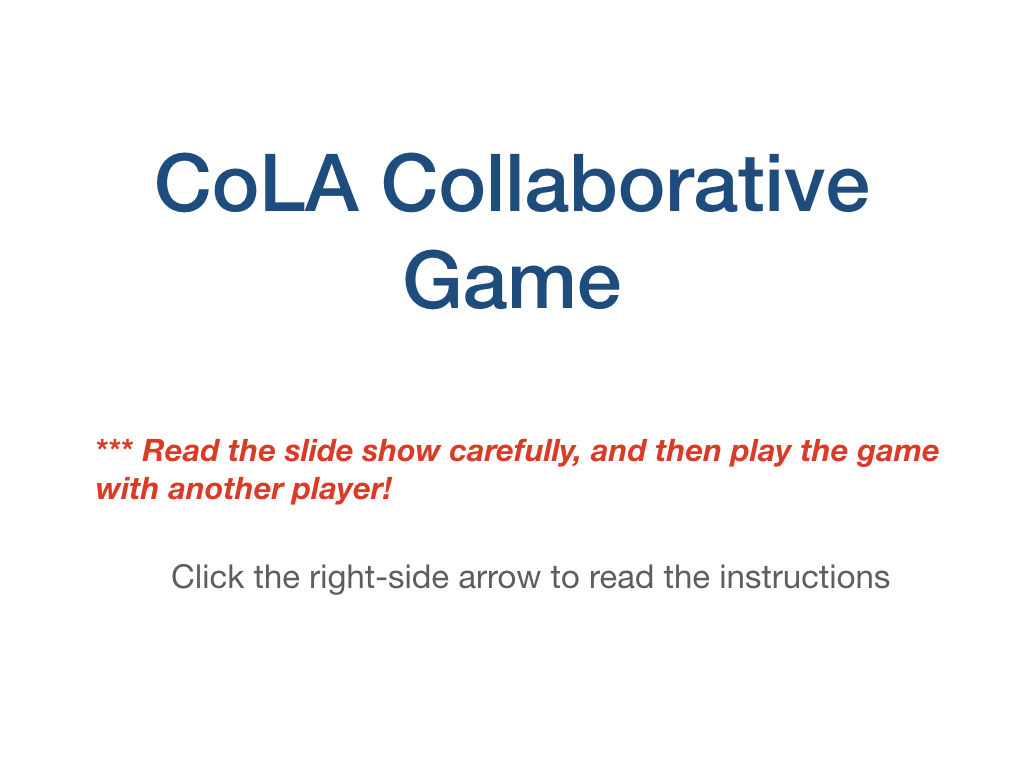 CoLA Collaborative
Game
*** Read the slide show carefully, and then play the game
with another player!
Click the right-side arrow to read the instructions